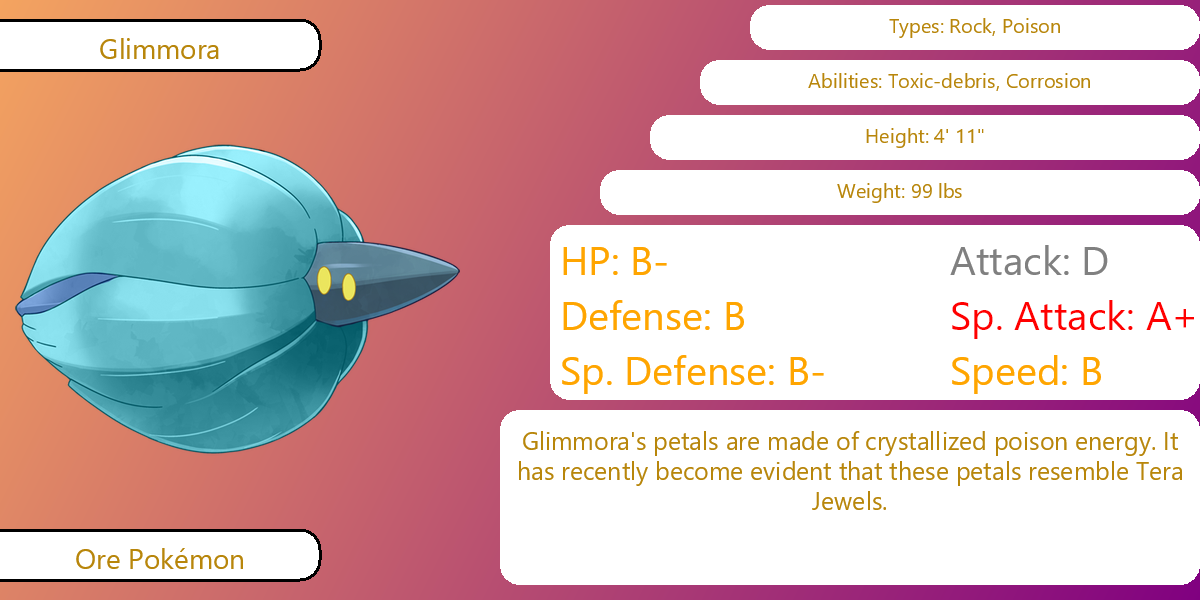 Glimmora
Types: Rock, Poison
Abilities: Toxic-debris, Corrosion
Height: 4' 11"
Weight: 99 lbs
HP: B-
Attack: D
Defense: B
Sp. Attack: A+
Sp. Defense: B-
Speed: B
Glimmora's petals are made of crystallized poison energy. It
has recently become evident that these petals resemble Tera
Jewels.
Ore Pokémon